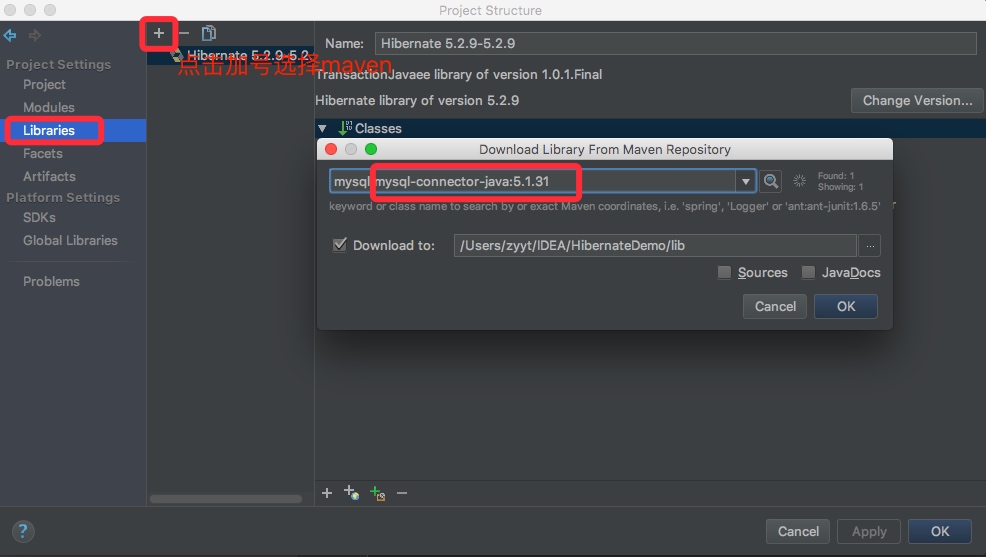 Project Structure
Project Settings
Project
Modules
Libraries
Facets
Artifacts
Platform Settings
SDKs
Global Libraries
Problems
Hibernate 5.2.9-5.2
点击加号选择maven
Name: Hibernate 5.2.9-5.2.9
TransactionJavaee library of version 1.0.1.Final
Hibernate library of version 5.2.9
Change Version...
Classes
Download Library From Maven Repository
mysql:mysql-connector-java:5.1.31
Found: 1
Showing: 1
keyword or class name to search by or exact Maven coordinates, i.e. 'spring', 'Logger' or 'ant:ant-junit:1.6.5'
Download to: /Users/zyyt/IDEA/HibernateDemo/lib ...
Sources JavaDocs
Cancel OK
? Cancel Apply OK